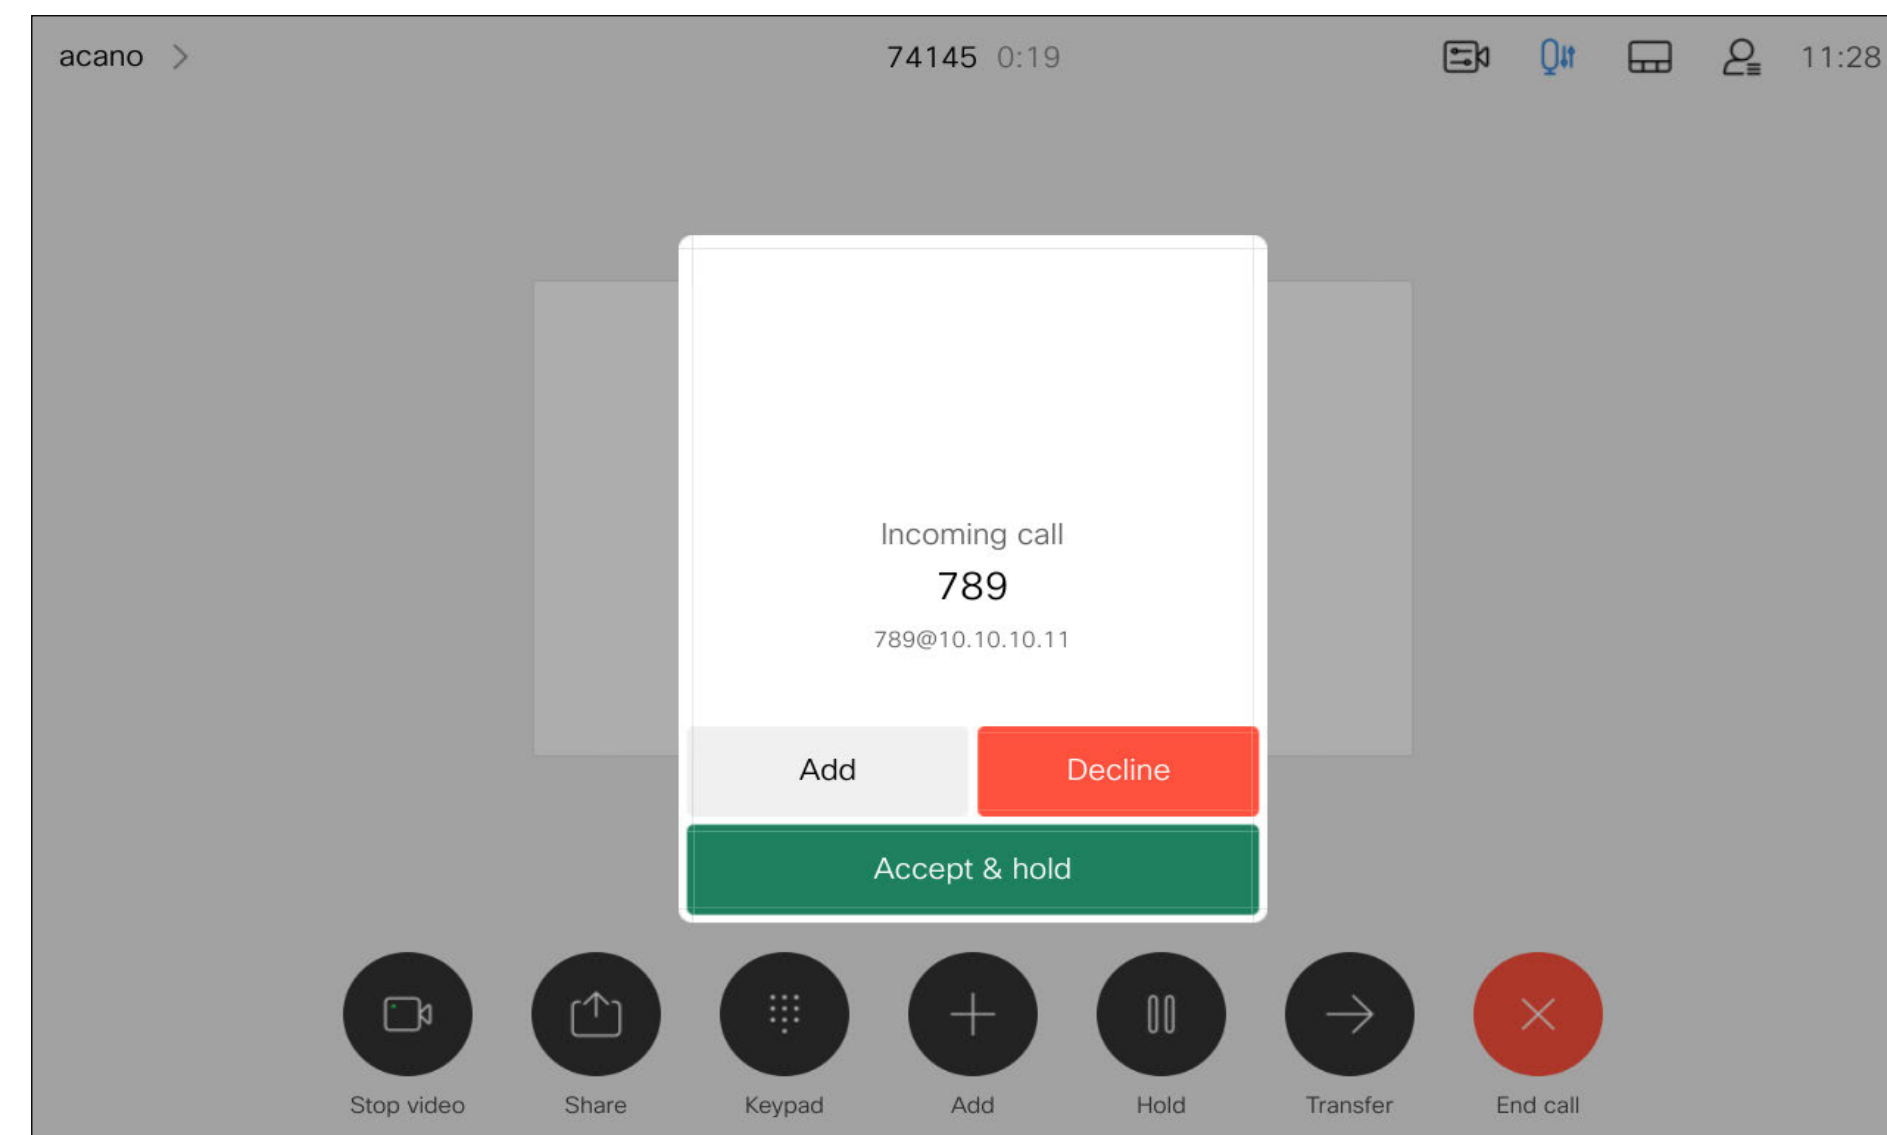 acano 74145 0:19 11:28
Incoming call
789
789@10.10.10.11
Add Decline
Accept & hold
Stop video Share Keypad Add Hold Transfer End call